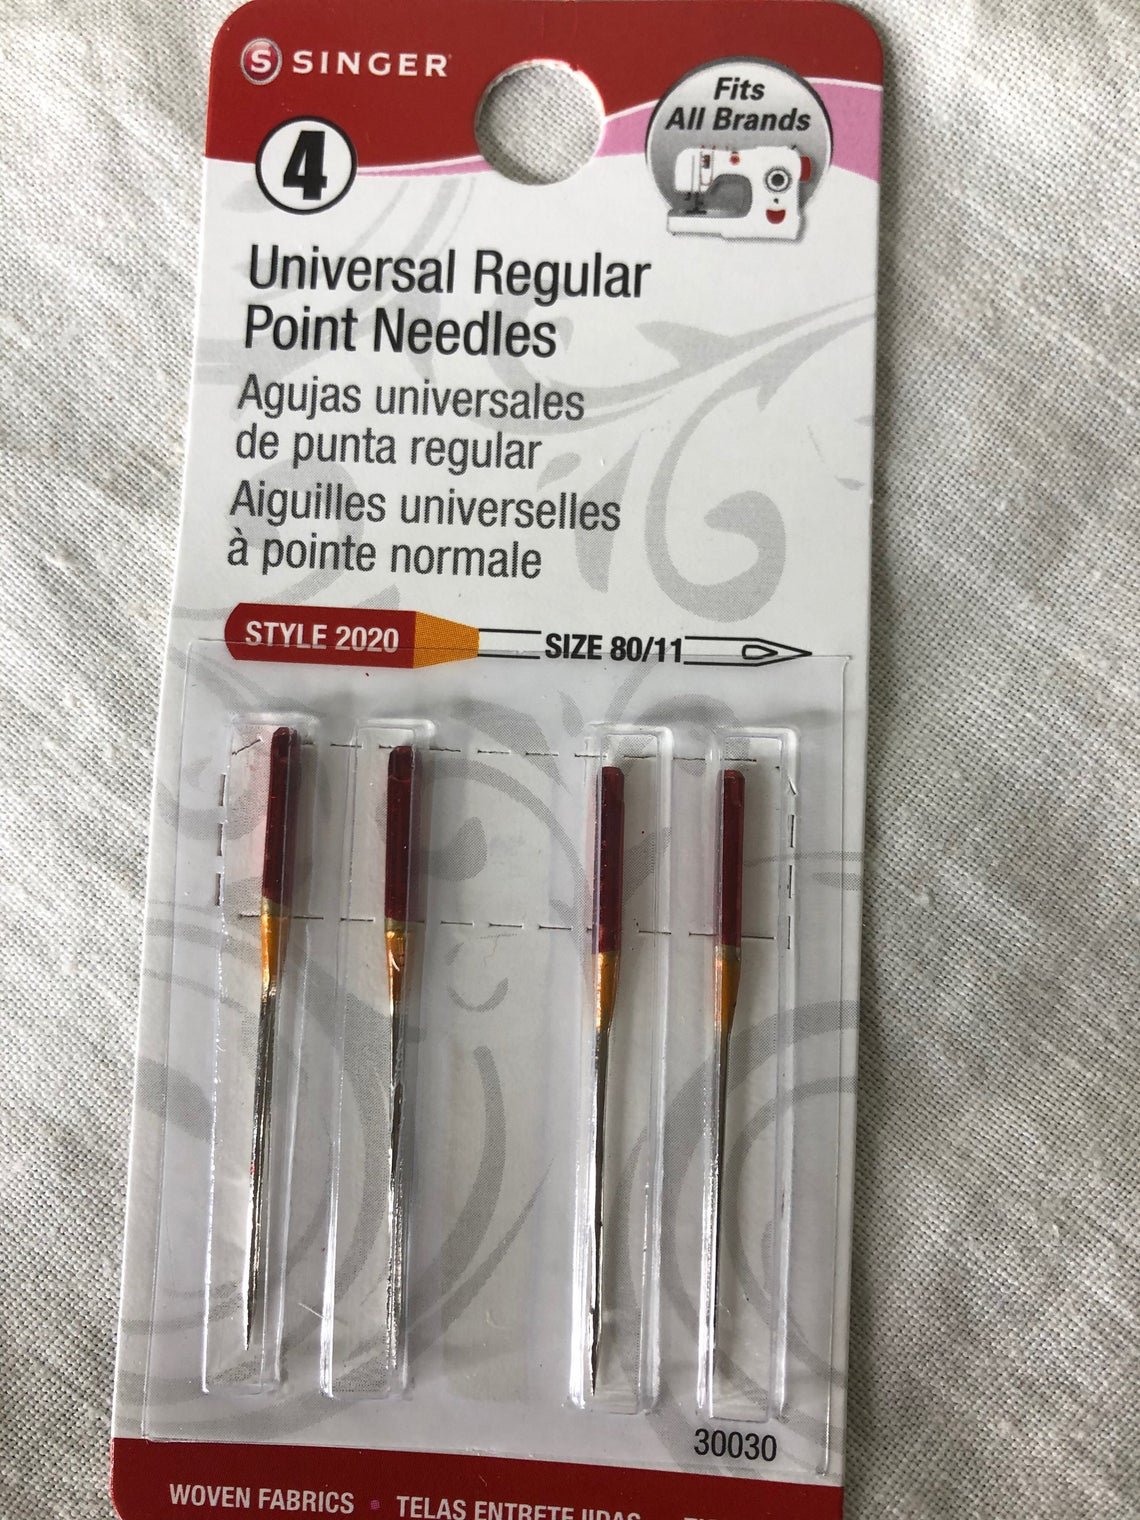 S SINGER
Fits
All Brands
4
Universal Regular
Point Needles
Agujas universales
de punta regular
Aiguilles universelles
à pointe normale
STYLE 2020 SIZE 80/11
30030
WOVEN FABRICS • TELAS